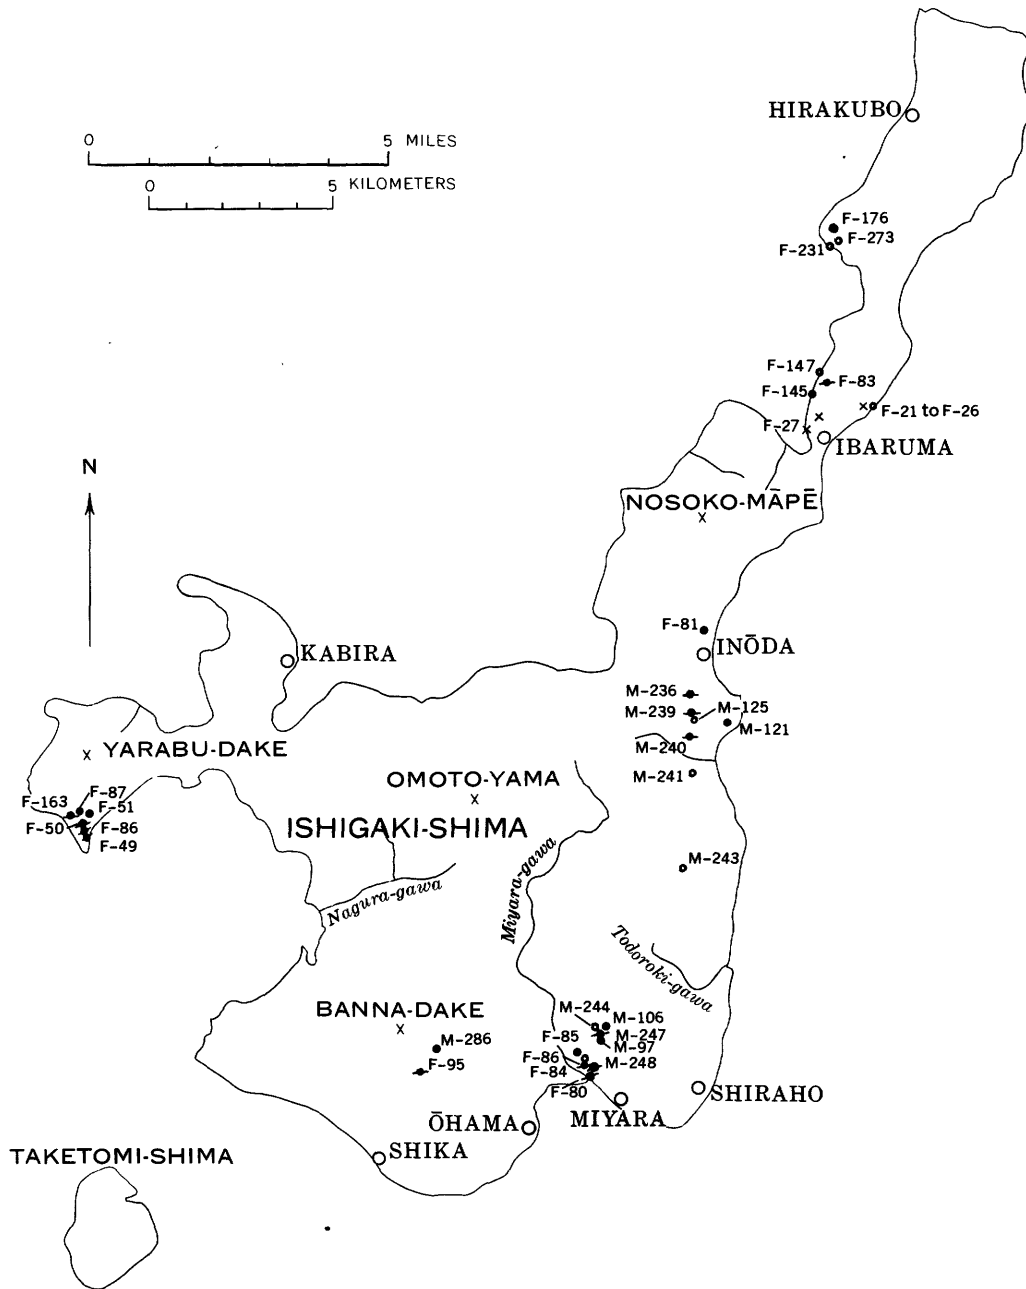 HIRAKUBO
0 5 MILES
0 5 KILOMETERS
F-176
F-273
F-231
F-147
F-83
F-145
F-21 to F-26
F-27
IBARUMA
N
NOSOKO-MĀPĒ
F-81
INŌDA
KABIRA
M-236
M-239
M-125
M-121
M-240
YARABU-DAKE
OMOTO-YAMA
M-241
F-87
F-163
F-51
F-50
F-86
F-49
ISHIGAKI-SHIMA
Miyara-gawa
M-243
Nagura-gawa
Todoroki-gawa
BANNA-DAKE
M-244
M-106
M-286
F-85
M-247
M-97
F-95
F-86
M-248
F-84
F-80
SHIRAHO
MIYARA
ŌHAMA
SHIKA
TAKETOMI-SHIMA